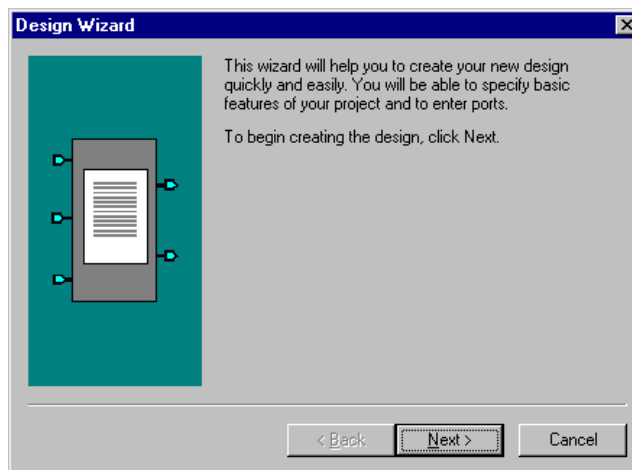 Design Wizard
This wizard will help you to create your new design
quickly and easily. You will be able to specify basic
features of your project and to enter ports.
To begin creating the design, click Next.
< Back
Next >
Cancel